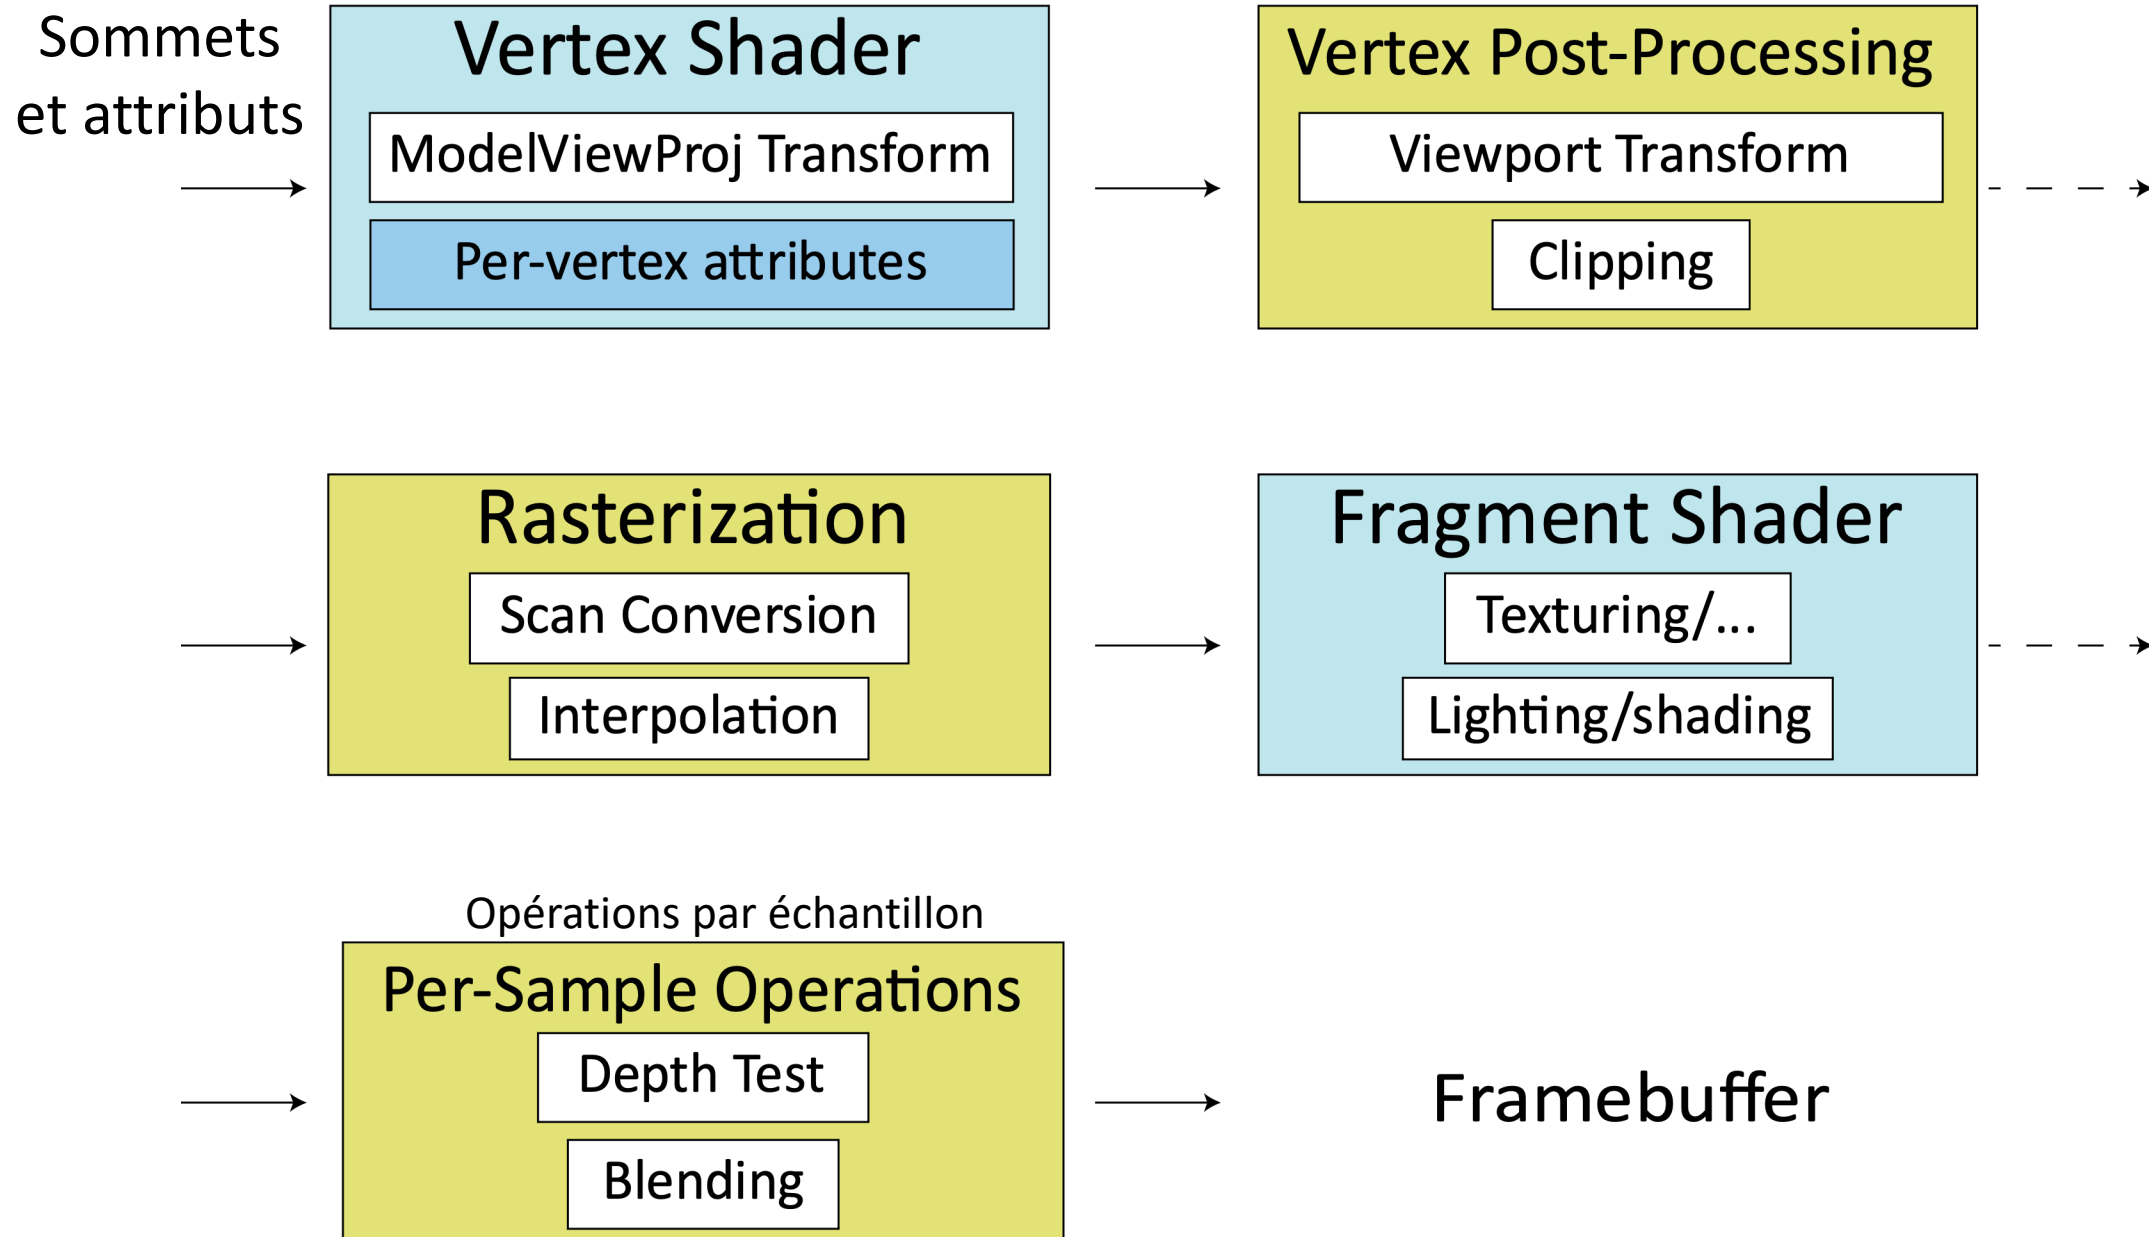 Sommets
et attributs
Vertex Shader
ModelViewProj Transform
Per-vertex attributes
Vertex Post-Processing
Viewport Transform
Clipping
Rasterization
Scan Conversion
Interpolation
Fragment Shader
Texturing/...
Lighting/shading
Opérations par échantillon
Per-Sample Operations
Depth Test
Blending
Framebuffer